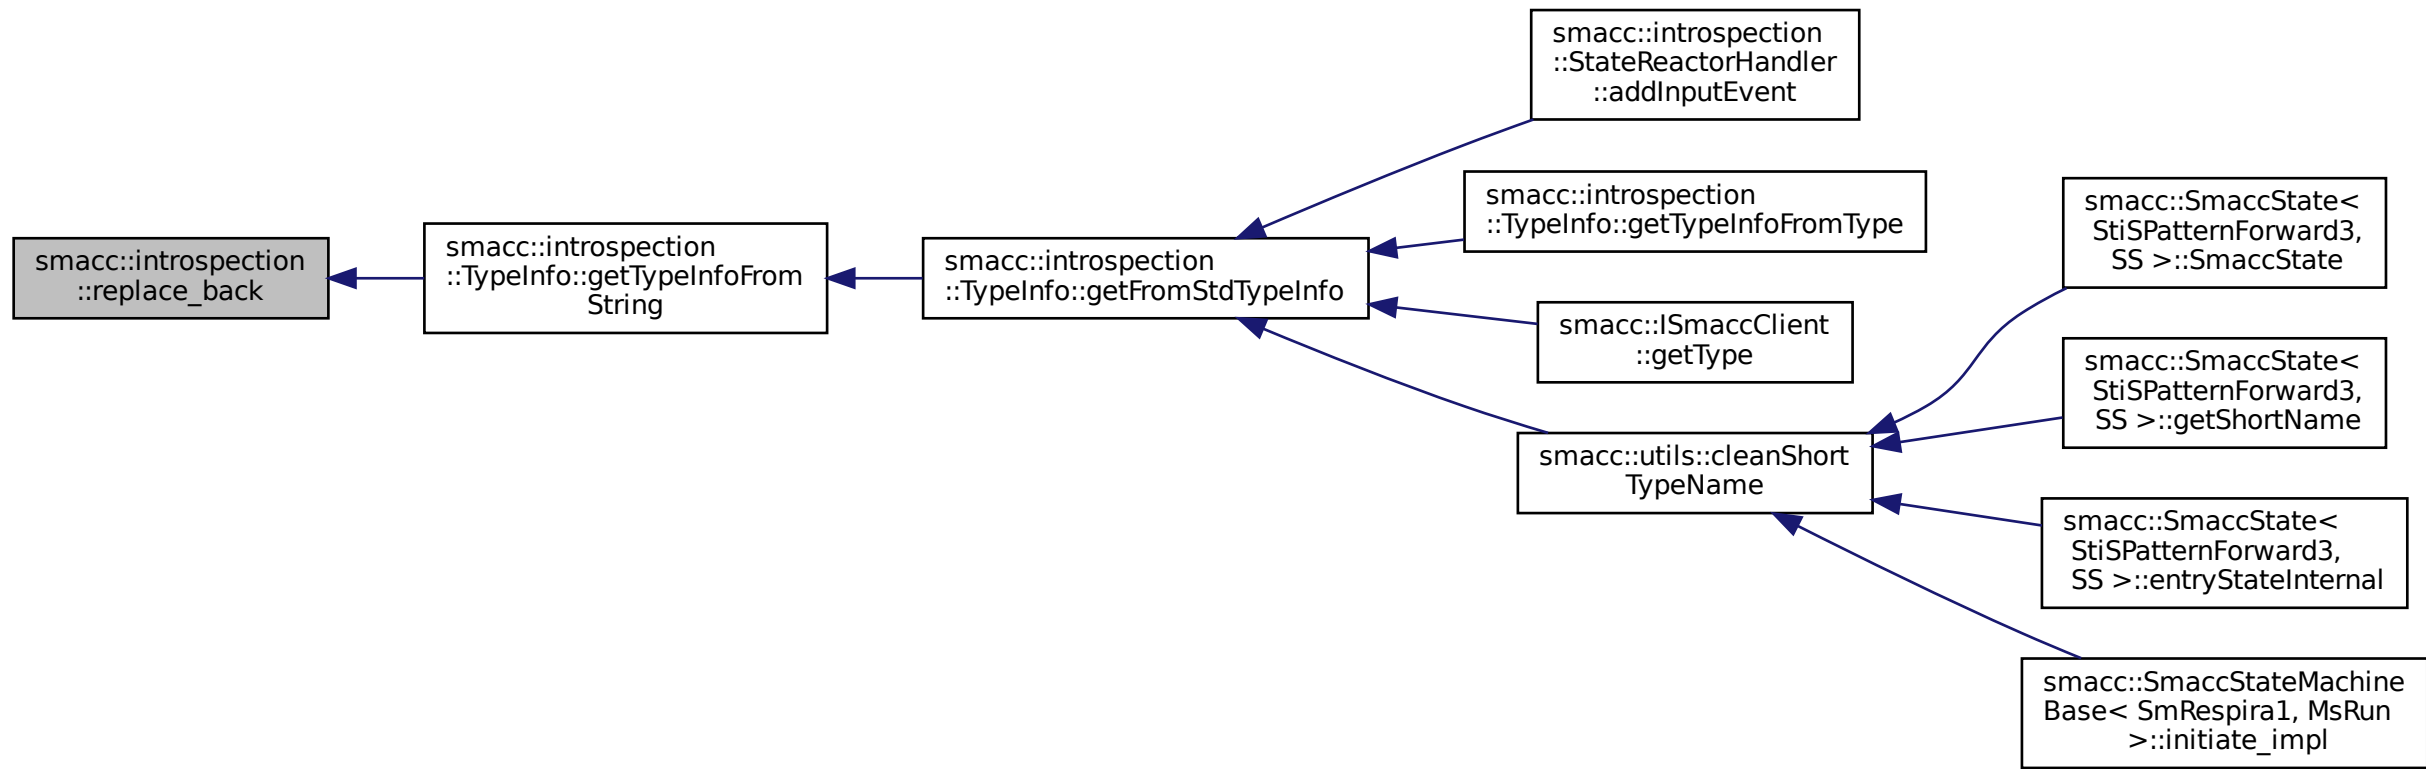 smacc::introspection
::replace_back
smacc::introspection
::TypeInfo::getTypeInfoFrom
String
smacc::introspection
::TypeInfo::getFromStdTypeInfo
smacc::introspection
::StateReactorHandler
::addInputEvent
smacc::introspection
::TypeInfo::getTypeInfoFromType
smacc::ISmaccClient
::getType
smacc::utils::cleanShort
TypeName
smacc::SmaccState<
StiSPatternForward3,
SS >::SmaccState
smacc::SmaccState<
StiSPatternForward3,
SS >::getShortName
smacc::SmaccState<
StiSPatternForward3,
SS >::entryStateInternal
smacc::SmaccStateMachine
Base< SmRespira1, MsRun
>::initiate_impl